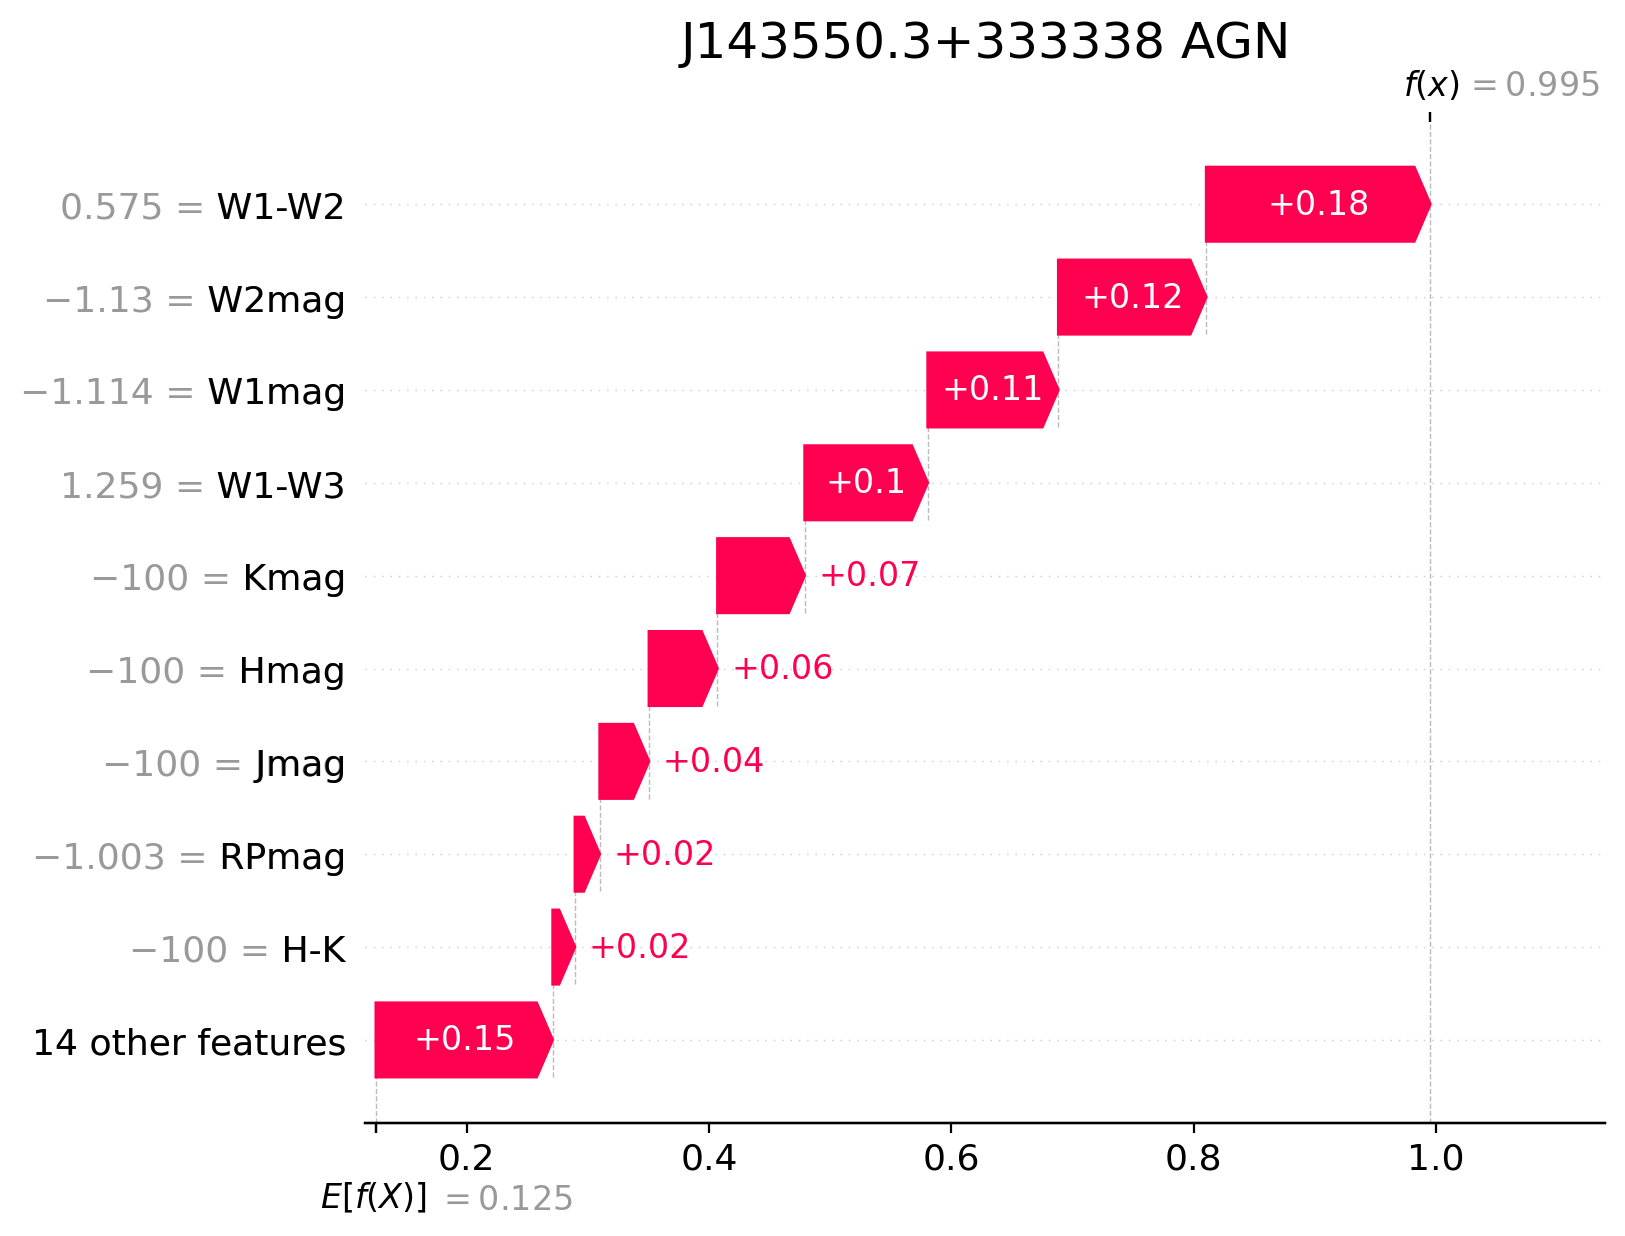 J143550.3+333338 AGN
f(x) = 0.995
0.575 = W1-W2 +0.18
−1.13 = W2mag +0.12
−1.114 = W1mag +0.11
1.259 = W1-W3 +0.1
−100 = Kmag +0.07
−100 = Hmag +0.06
−100 = Jmag +0.04
−1.003 = RPmag +0.02
−100 = H-K +0.02
14 other features +0.15
0.2 0.4 0.6 0.8 1.0
E[f(X)] = 0.125